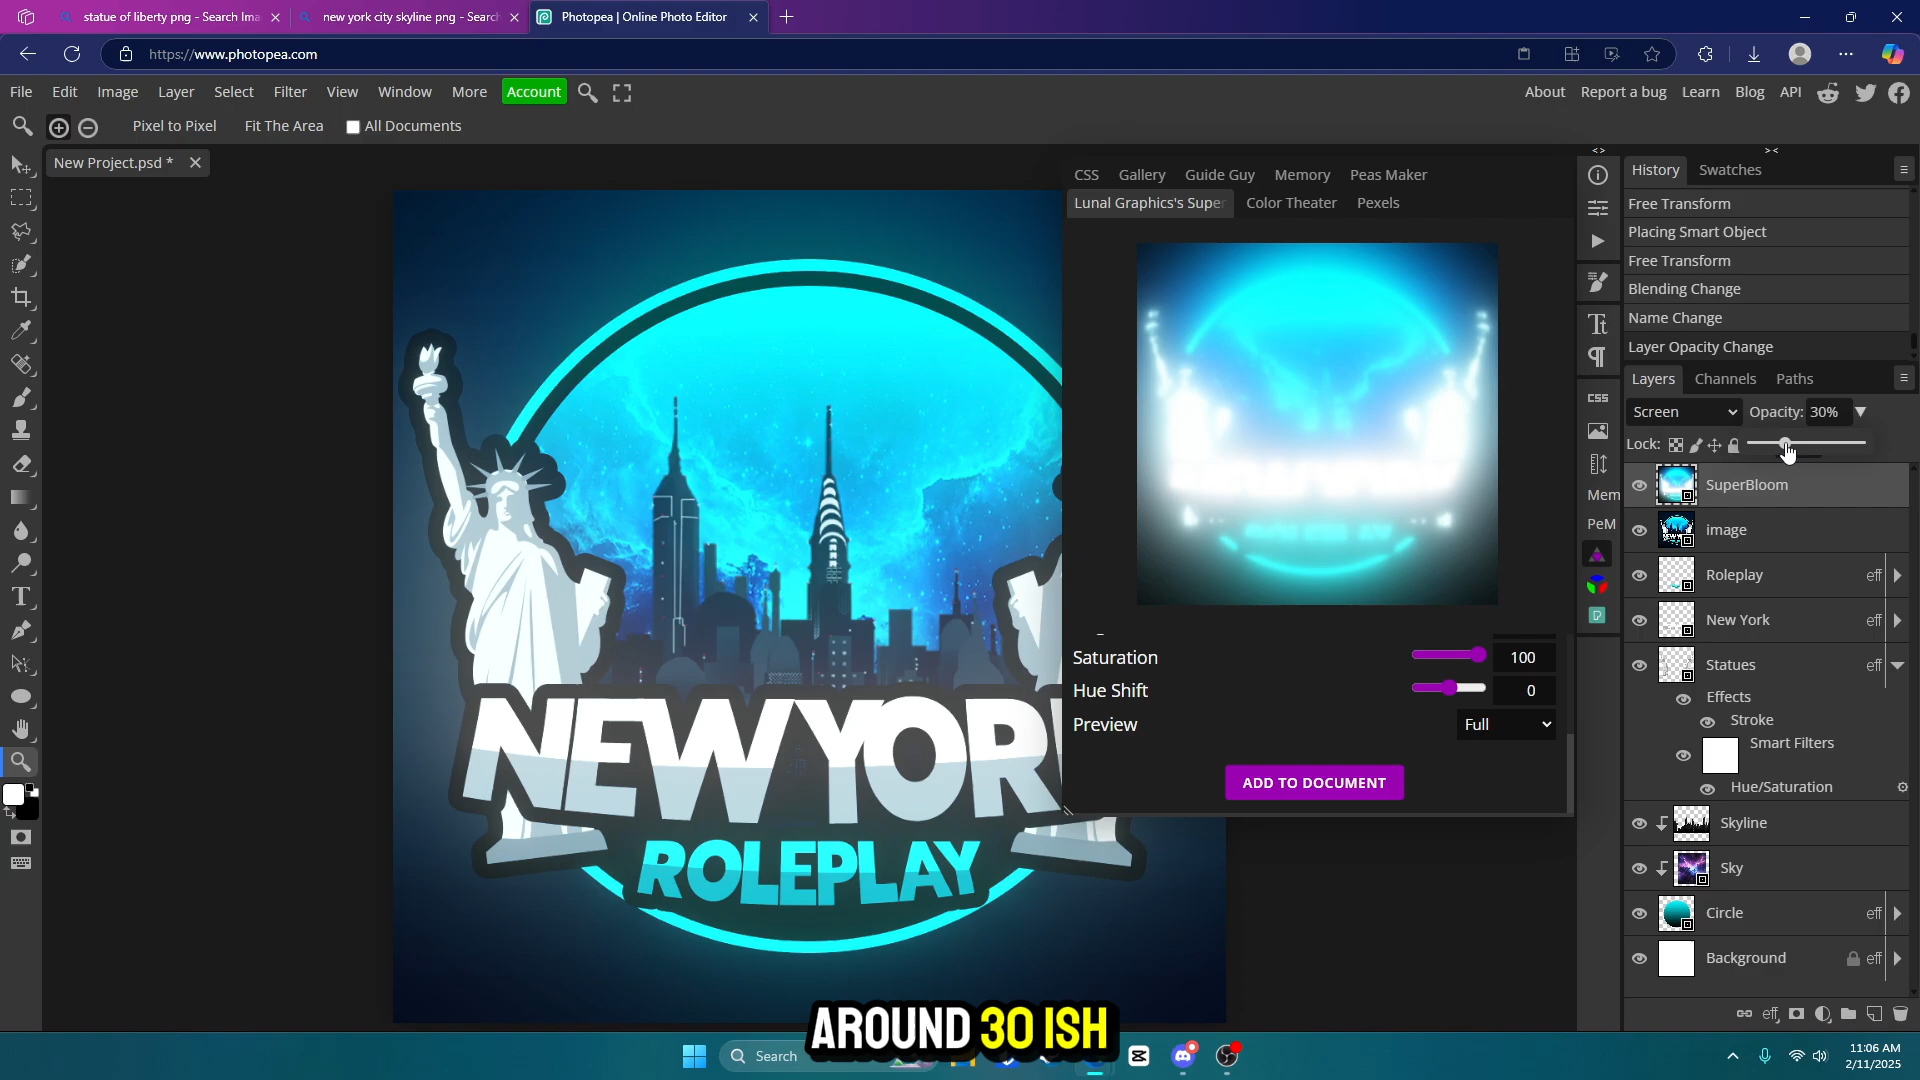 statue of liberty png - Search Ima
new york city skyline png - Search
Photopea | Online Photo Editor
https://www.photopea.com
File Edit Image Layer Select Filter View Window More Account
About Report a bug Learn Blog API
Pixel to Pixel Fit The Area All Documents
New Project.psd *
CSS Gallery Guide Guy Memory Peas Maker
Lunal Graphics's Super Color Theater Pexels
Saturation 100
Hue Shift 0
Preview Full
ADD TO DOCUMENT
CSS
Mem
PeM
History Swatches
Free Transform
Placing Smart Object
Free Transform
Blending Change
Name Change
Layer Opacity Change
Layers Channels Paths
Screen Opacity: 30%
Lock:
SuperBloom
image
Roleplay eff
New York eff
Statues eff
Effects
Stroke
Smart Filters
Hue/Saturation
Skyline
Sky
Circle eff
Background eff
eff
NEW YOR
ROLEPLAY
AROUND 30 ISH
Search
11:06 AM
2/11/2025